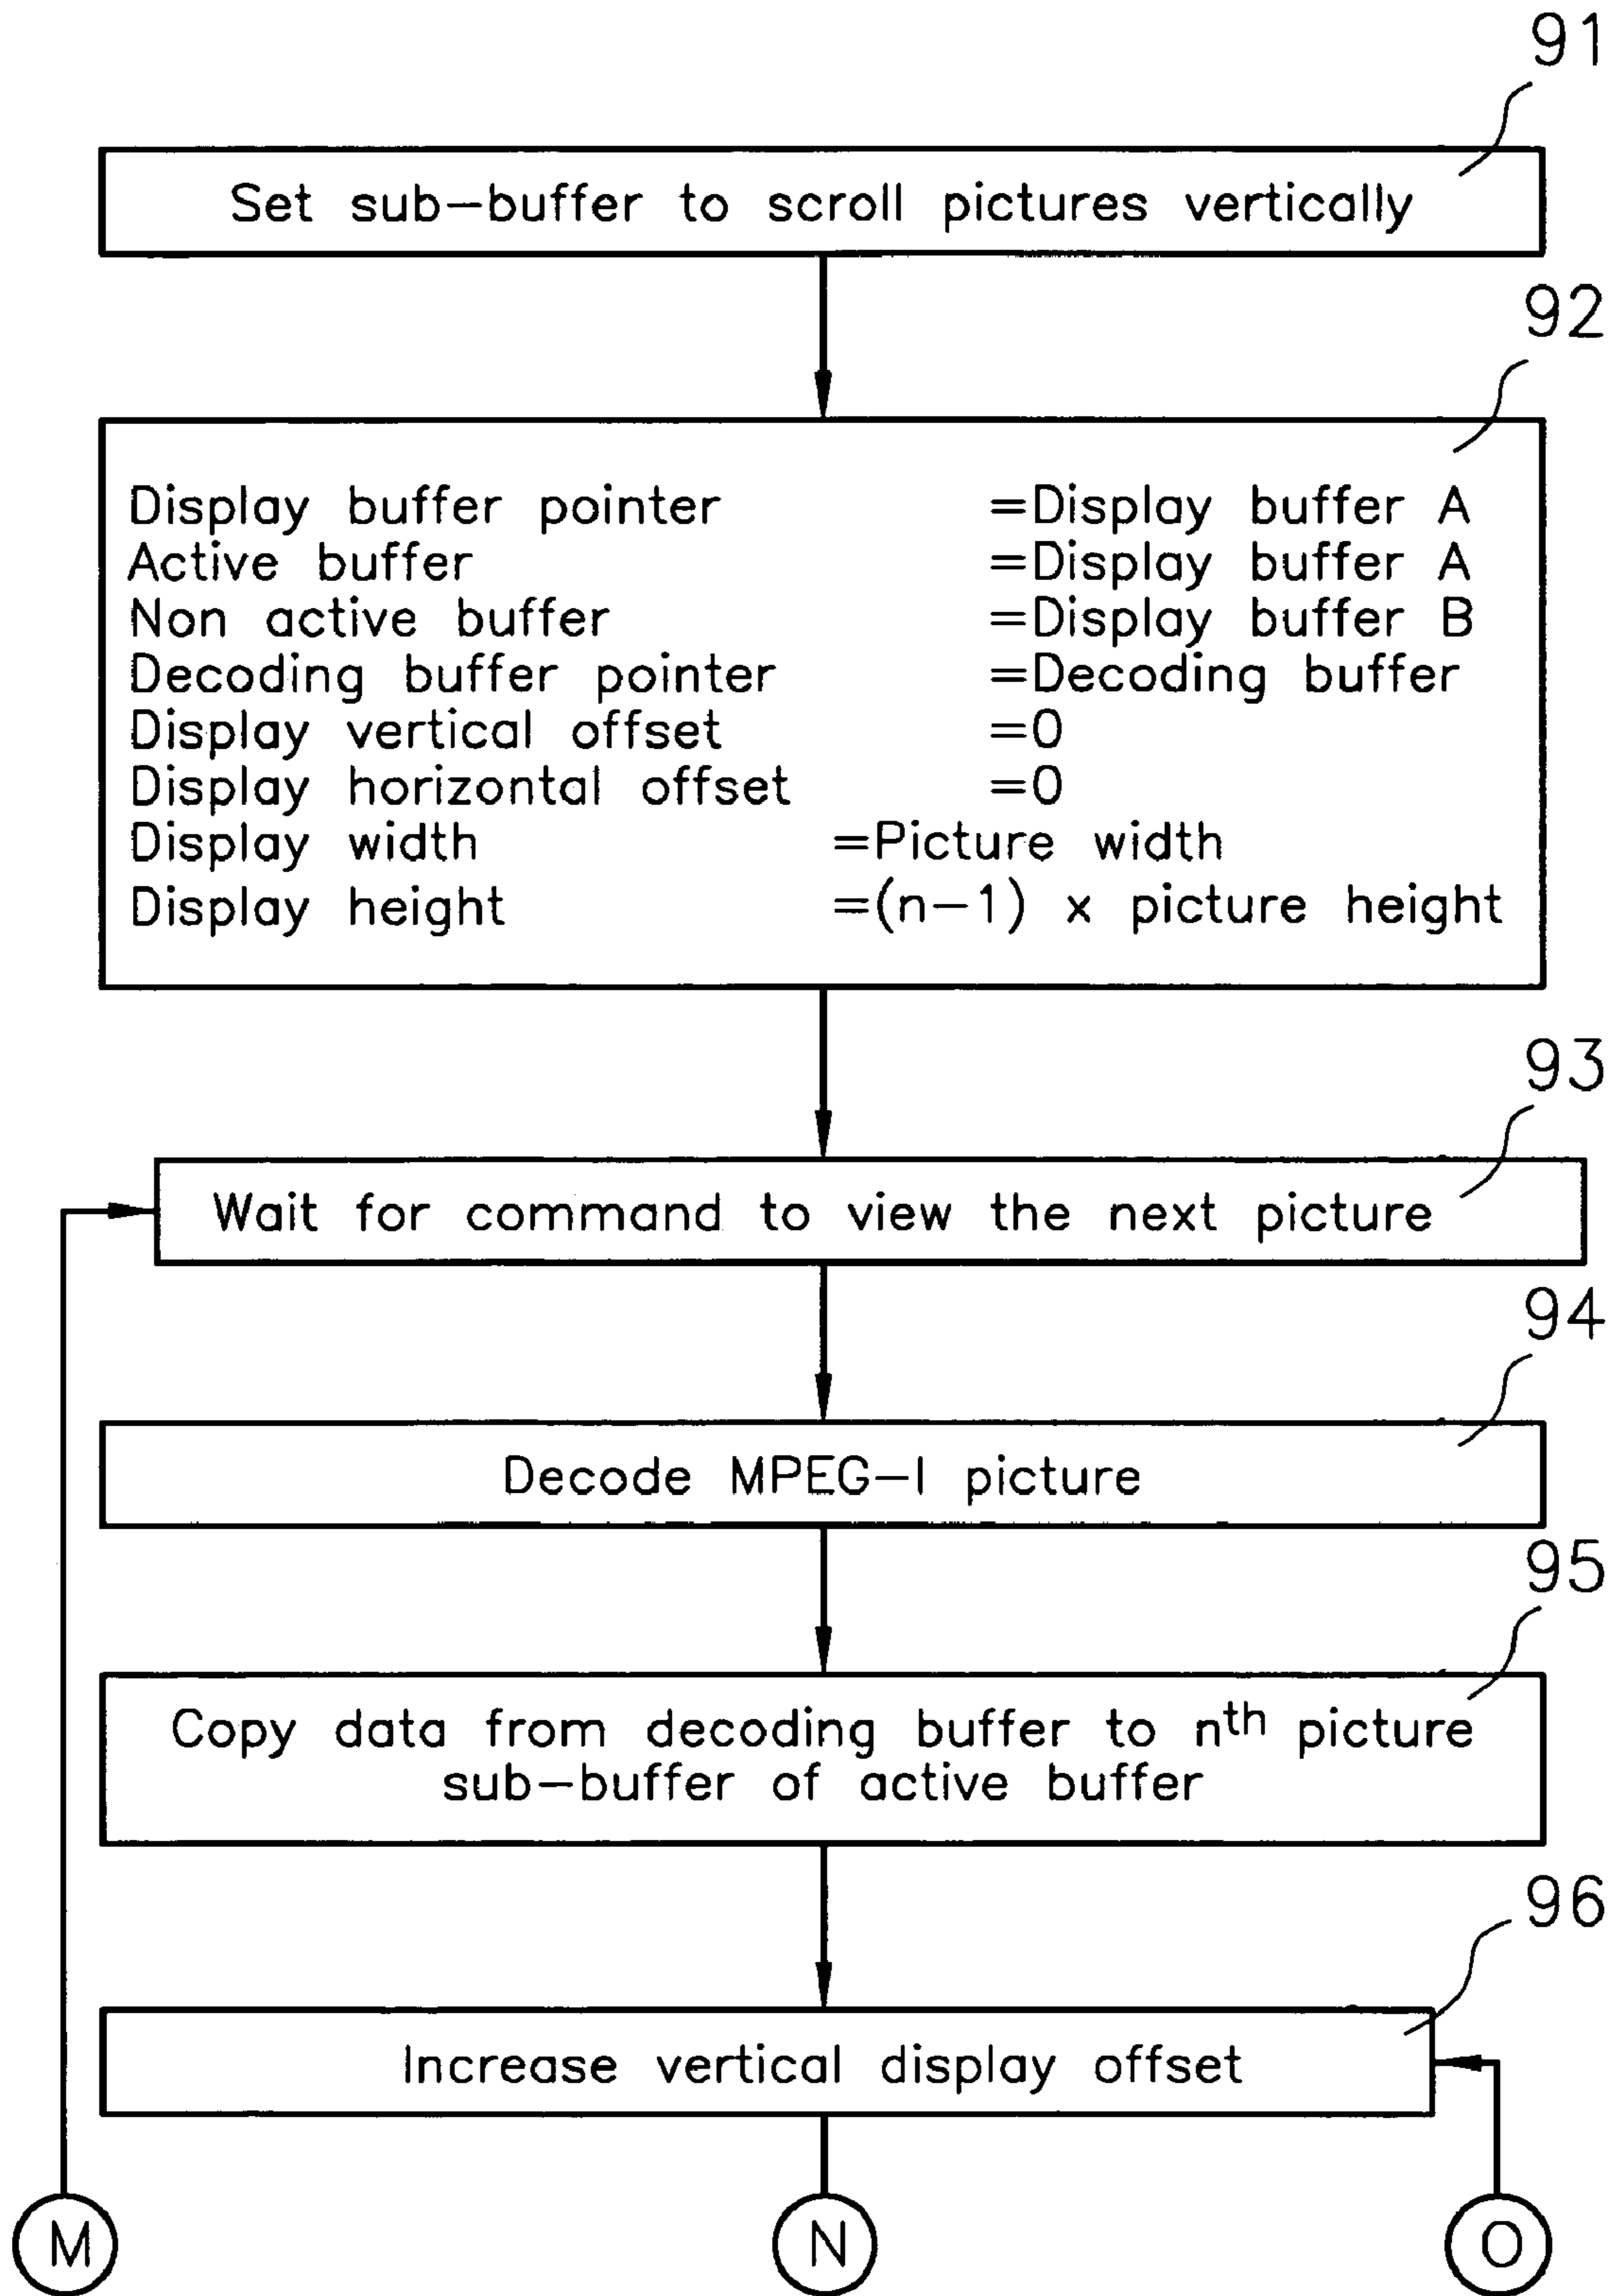 91
Set sub-buffer to scroll pictures vertically
92
Display buffer pointer =Display buffer A
Active buffer =Display buffer A
Non active buffer =Display buffer B
Decoding buffer pointer =Decoding buffer
Display vertical offset =0
Display horizontal offset =0
Display width =Picture width
Display height =(n-1) x picture height
93
Wait for command to view the next picture
94
Decode MPEG-I picture
95
Copy data from decoding buffer to nth picture
sub-buffer of active buffer
96
Increase vertical display offset
M N O